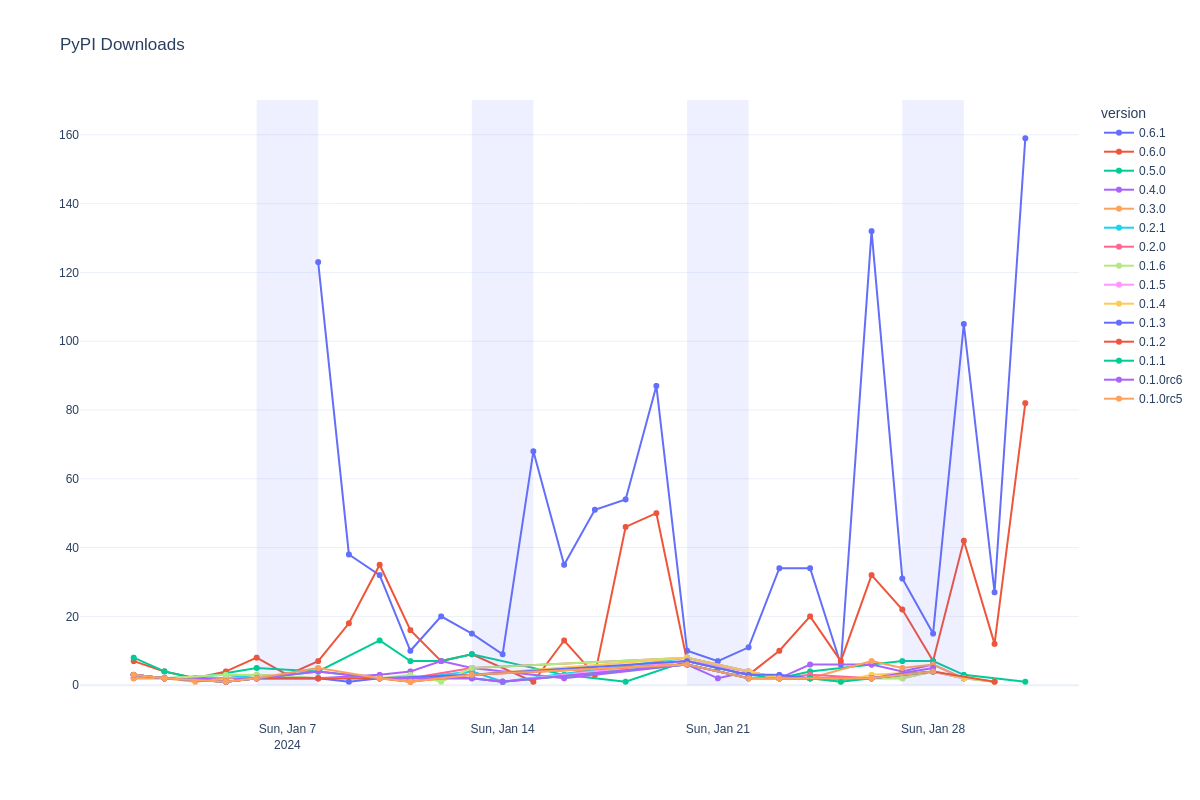 PyPI Downloads
160
140
120
100
80
60
40
20
0
Sun, Jan 7
2024
Sun, Jan 14
Sun, Jan 21
Sun, Jan 28
version
0.6.1
0.6.0
0.5.0
0.4.0
0.3.0
0.2.1
0.2.0
0.1.6
0.1.5
0.1.4
0.1.3
0.1.2
0.1.1
0.1.0rc6
0.1.0rc5